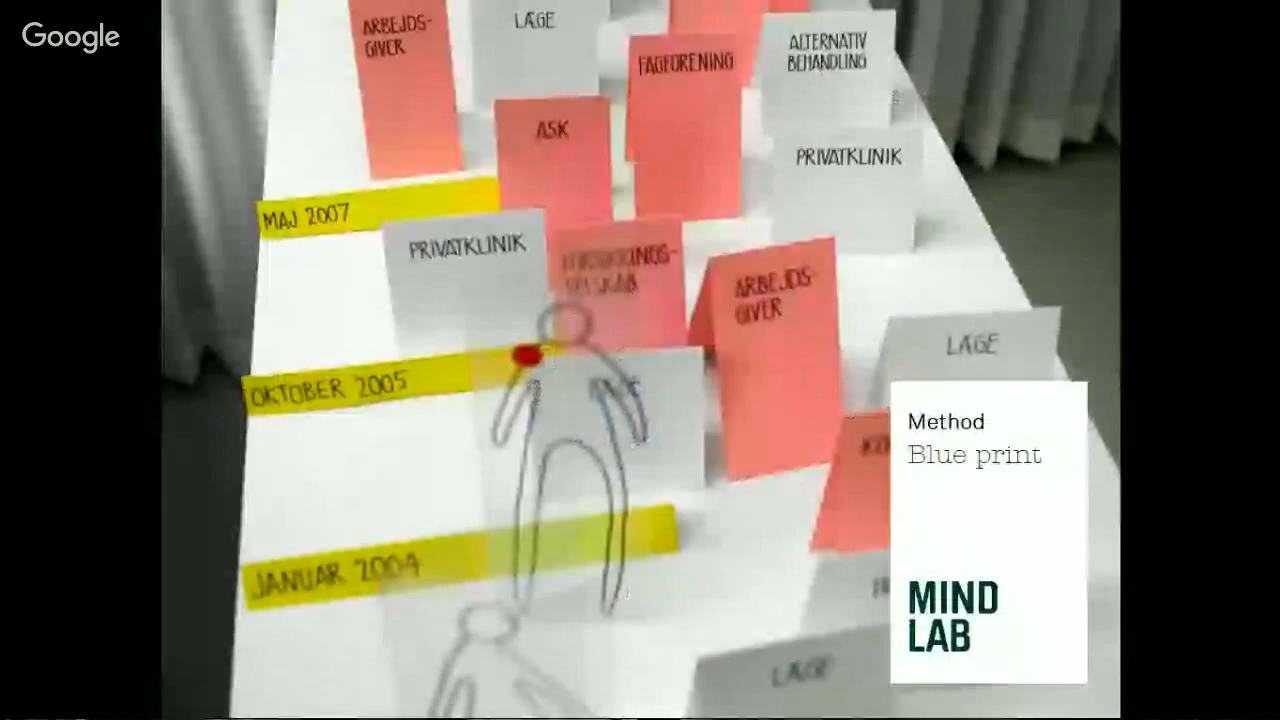 Google
ARBEJDS-
GIVER
LÆGE
FAGFORENING
ALTERNATIV
BEHANDLING
ASK
PRIVATKLINIK
MAJ 2007
PRIVATKLINIK
ARBEJDS-
GIVER
LÆGE
OKTOBER 2005
Method
Blue print
JANUAR 2004
MIND
LAB
LÆGE